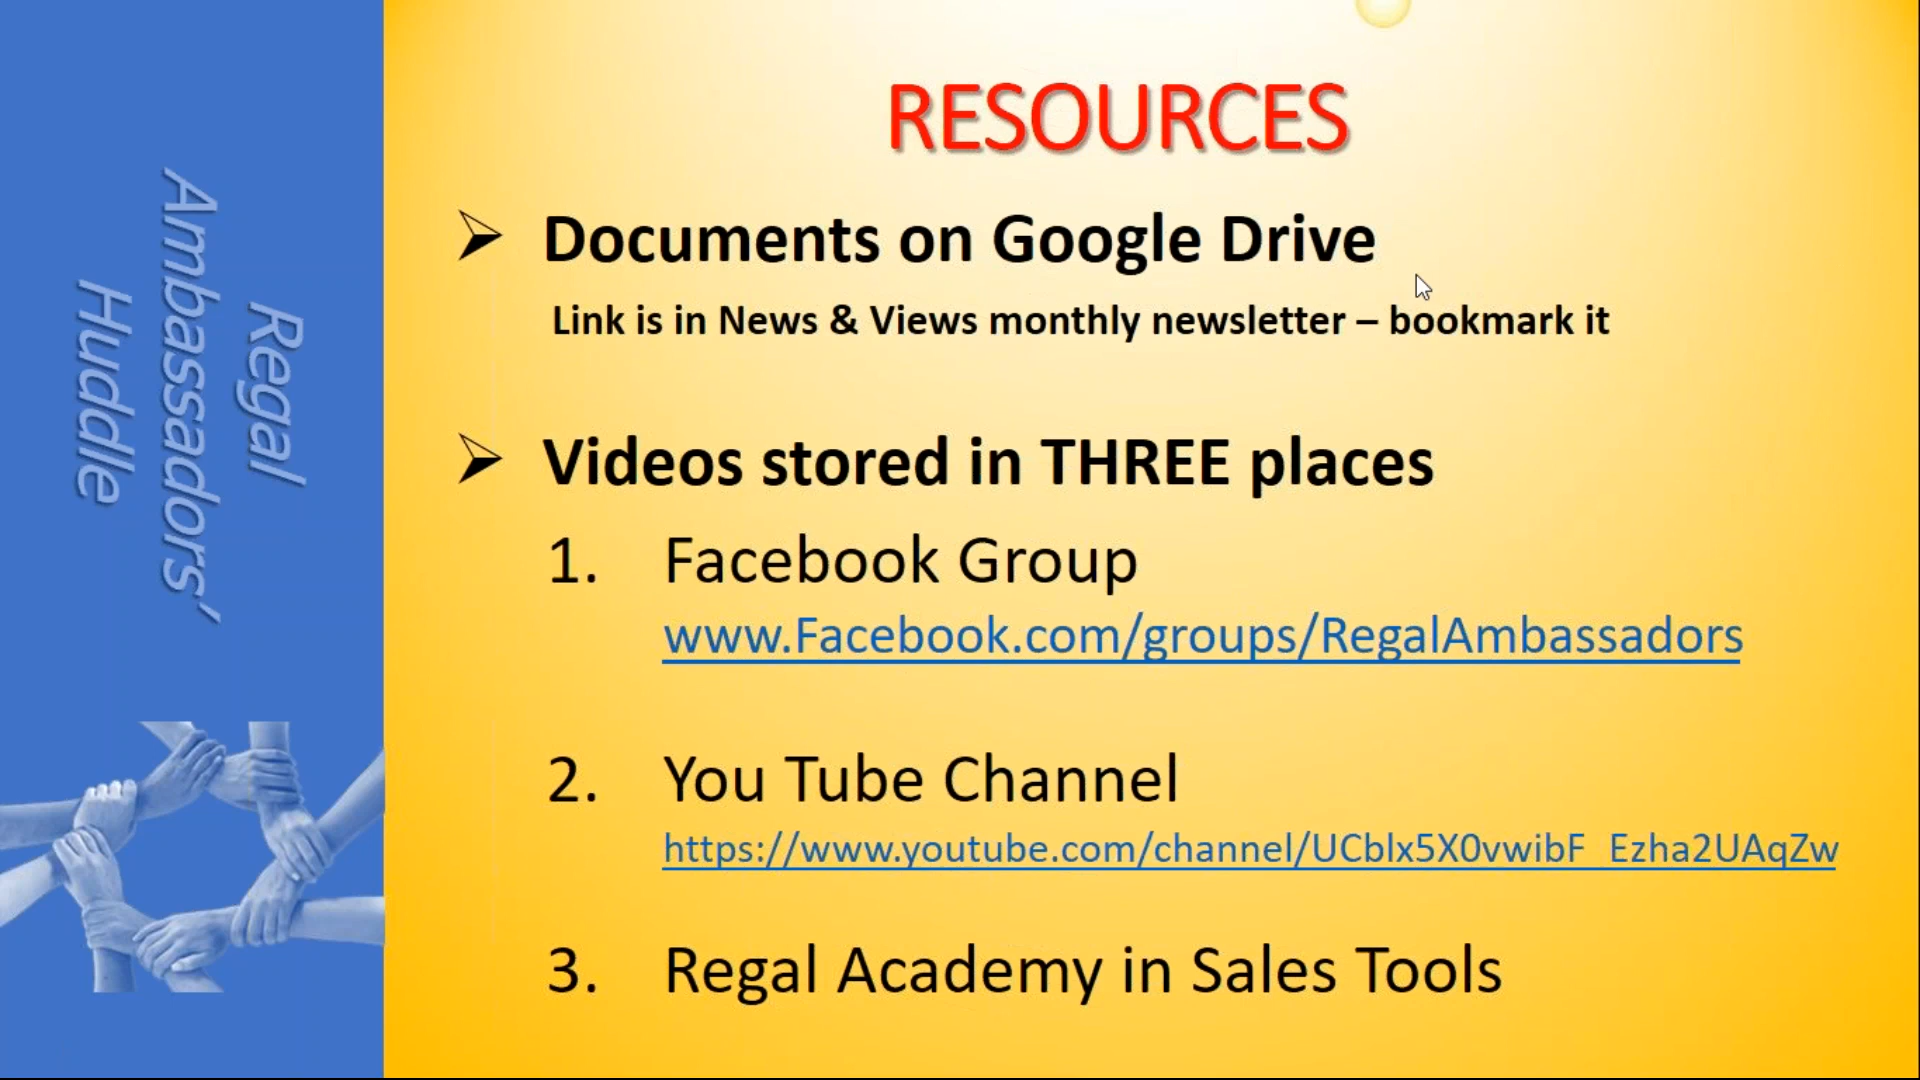 Regal
Ambassadors’
Huddle
RESOURCES
Documents on Google Drive
Link is in News & Views monthly newsletter – bookmark it
Videos stored in THREE places
1. Facebook Group
www.Facebook.com/groups/RegalAmbassadors
2. You Tube Channel
https://www.youtube.com/channel/UCblx5X0vwibF_Ezha2UAqZw
3. Regal Academy in Sales Tools